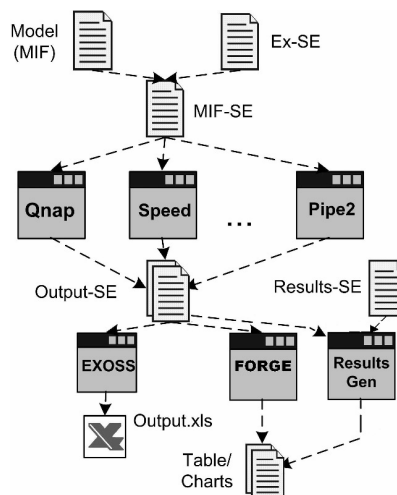 Model
(MIF)
Ex-SE
MIF-SE
Qnap
Speed
...
Pipe2
Output-SE
Results-SE
EXOSS
FORGE
Results
Gen
Output.xls
Table/
Charts